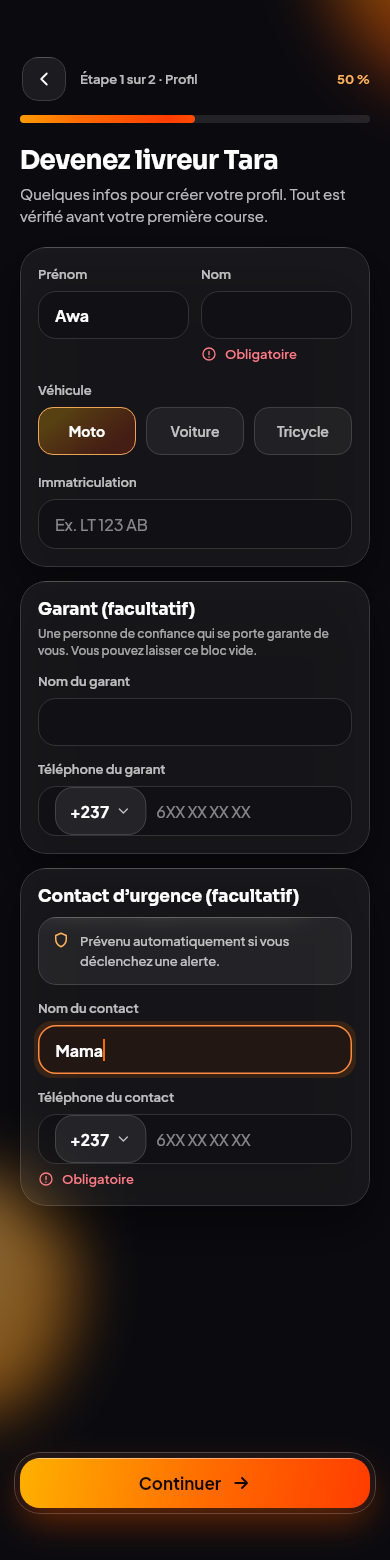 Étape 1 sur 2 · Profil
50 %
Devenez livreur Tara
Quelques infos pour créer votre profil. Tout est
vérifié avant votre première course.
Prénom
Nom
Awa
Obligatoire
Véhicule
Moto
Voiture
Tricycle
Immatriculation
Ex. LT 123 AB
Garant (facultatif)
Une personne de confiance qui se porte garante de
vous. Vous pouvez laisser ce bloc vide.
Nom du garant
Téléphone du garant
+237
6XX XX XX XX
Contact d’urgence (facultatif)
Prévenu automatiquement si vous
déclenchez une alerte.
Nom du contact
Mama
Téléphone du contact
+237
6XX XX XX XX
Obligatoire
Continuer